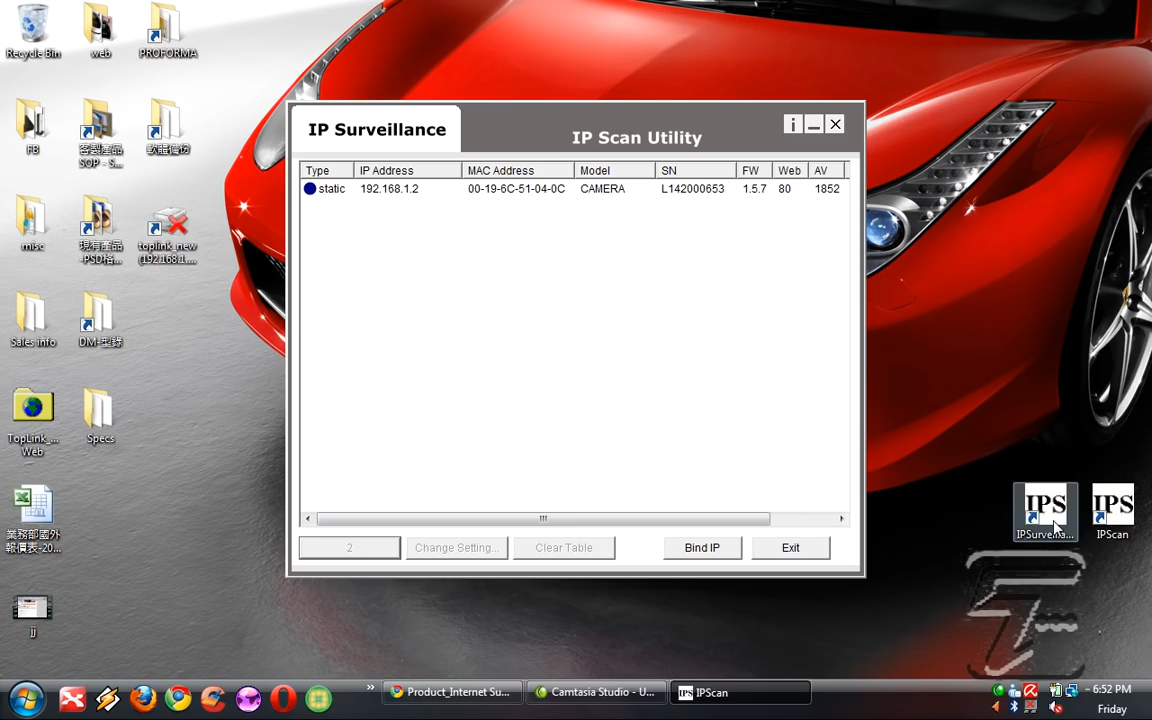 Recycle Bin
web
PROFORMA
FB
客製產品
SOP - S...
軟體備份
misc
現有產品
-PSD格...
toplink_new
(192.168.1....
Sales info
DM-型錄
TopLink_...
Web
Specs
業務部國外
報價表-20...
jj
IP Surveillance
IP Scan Utility
i
Type IP Address MAC Address Model SN FW Web AV
static 192.168.1.2 00-19-6C-51-04-0C CAMERA L142000653 1.5.7 80 1852
2
Change Setting...
Clear Table
Bind IP
Exit
IPS
IPSurveilla...
IPS
IPScan
Product_Internet Su...
Camtasia Studio - U...
IPS IPScan
6:52 PM
Friday